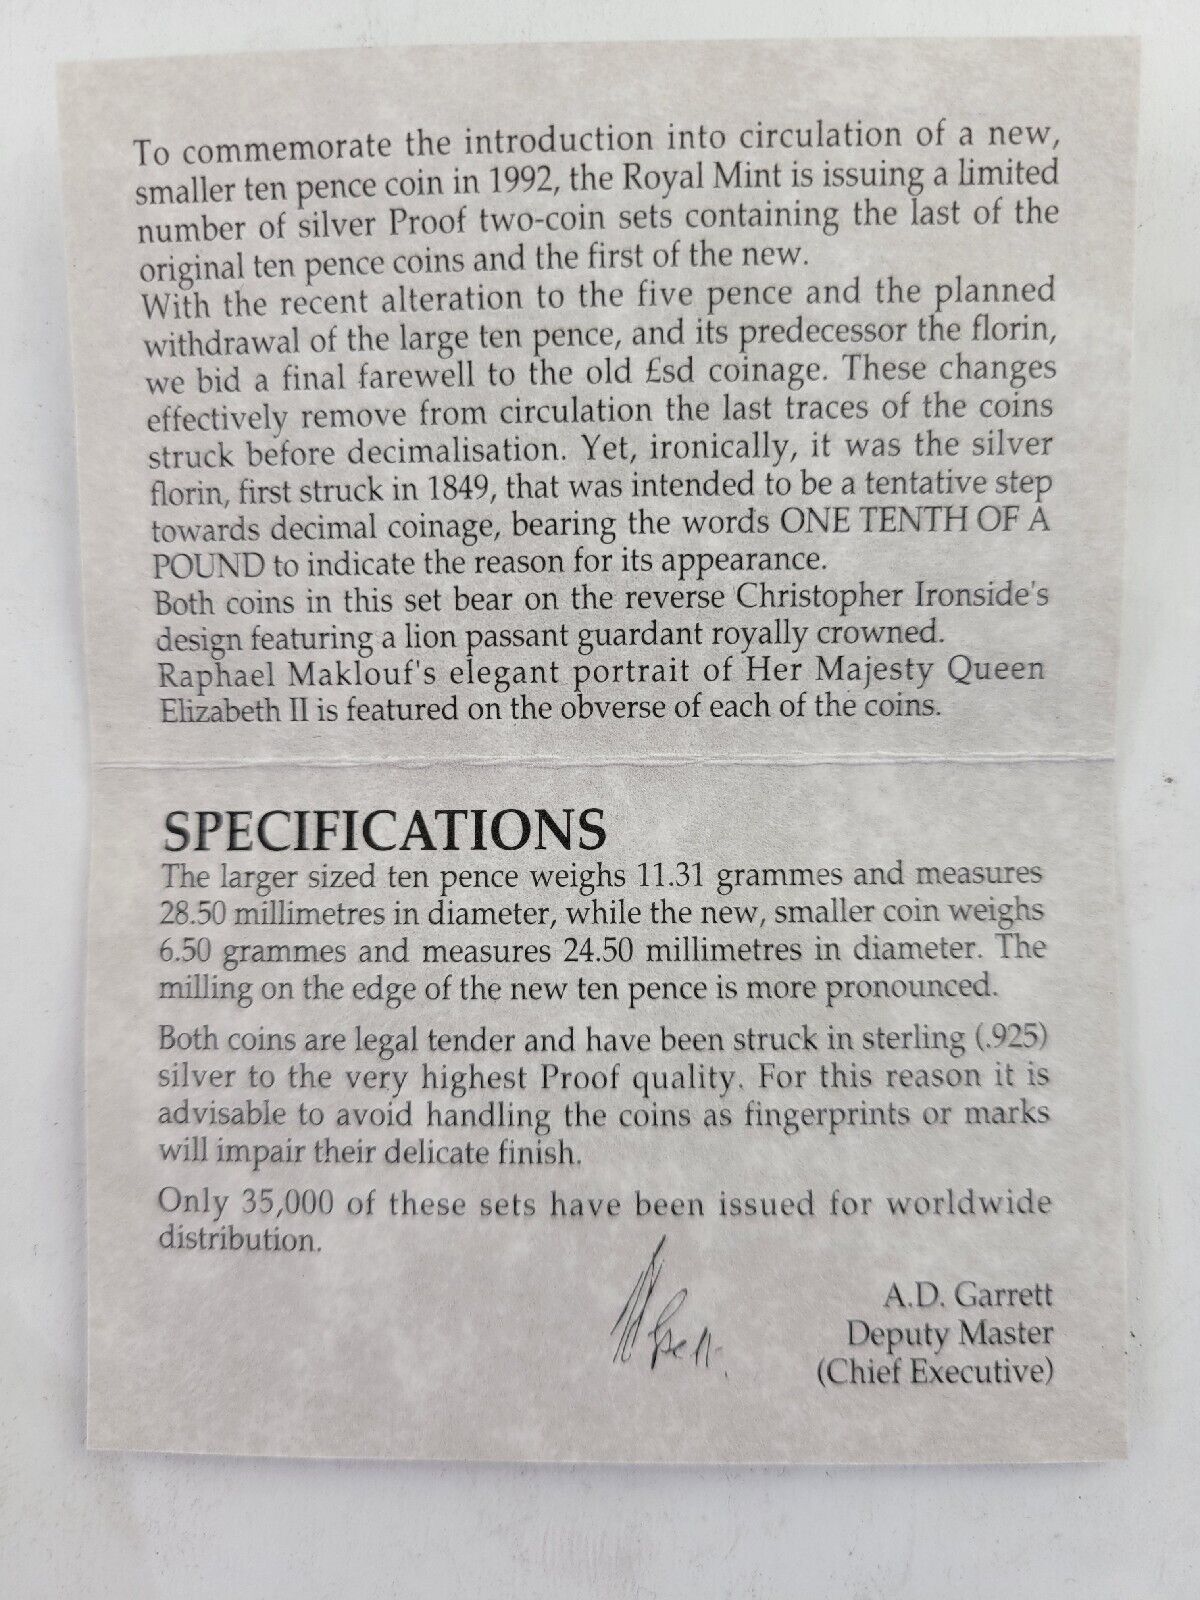 To commemorate the introduction into circulation of a new,
smaller ten pence coin in 1992, the Royal Mint is issuing a limited
number of silver Proof two-coin sets containing the last of the
original ten pence coins and the first of the new.
With the recent alteration to the five pence and the planned
withdrawal of the large ten pence, and its predecessor the florin,
we bid a final farewell to the old £sd coinage. These changes
effectively remove from circulation the last traces of the coins
struck before decimalisation. Yet, ironically, it was the silver
florin, first struck in 1849, that was intended to be a tentative step
towards decimal coinage, bearing the words ONE TENTH OF A
POUND to indicate the reason for its appearance.
Both coins in this set bear on the reverse Christopher Ironside's
design featuring a lion passant guardant royally crowned.
Raphael Maklouf's elegant portrait of Her Majesty Queen
Elizabeth II is featured on the obverse of each of the coins.
SPECIFICATIONS
The larger sized ten pence weighs 11.31 grammes and measures
28.50 millimetres in diameter, while the new, smaller coin weighs
6.50 grammes and measures 24.50 millimetres in diameter. The
milling on the edge of the new ten pence is more pronounced.
Both coins are legal tender and have been struck in sterling (.925)
silver to the very highest Proof quality. For this reason it is
advisable to avoid handling the coins as fingerprints or marks
will impair their delicate finish.
Only 35,000 of these sets have been issued for worldwide
distribution.
A.D. Garrett
Deputy Master
(Chief Executive)